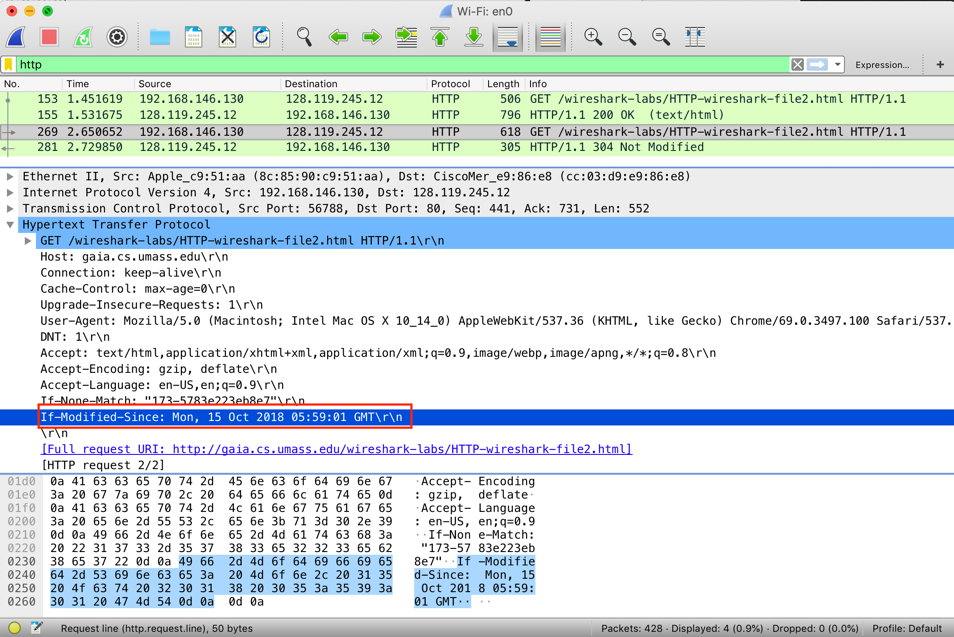 Wi-Fi: en0
http
Expression...
+
No. Time Source Destination Protocol Length Info
153 1.451619 192.168.146.130 128.119.245.12 HTTP 506 GET /wireshark-labs/HTTP-wireshark-file2.html HTTP/1.1
155 1.531675 128.119.245.12 192.168.146.130 HTTP 796 HTTP/1.1 200 OK (text/html)
269 2.650652 192.168.146.130 128.119.245.12 HTTP 618 GET /wireshark-labs/HTTP-wireshark-file2.html HTTP/1.1
281 2.729850 128.119.245.12 192.168.146.130 HTTP 305 HTTP/1.1 304 Not Modified
Ethernet II, Src: Apple_c9:51:aa (8c:85:90:c9:51:aa), Dst: CiscoMer_e9:86:e8 (cc:03:d9:e9:86:e8)
Internet Protocol Version 4, Src: 192.168.146.130, Dst: 128.119.245.12
Transmission Control Protocol, Src Port: 56788, Dst Port: 80, Seq: 441, Ack: 731, Len: 552
Hypertext Transfer Protocol
GET /wireshark-labs/HTTP-wireshark-file2.html HTTP/1.1\r\n
Host: gaia.cs.umass.edu\r\n
Connection: keep-alive\r\n
Cache-Control: max-age=0\r\n
Upgrade-Insecure-Requests: 1\r\n
User-Agent: Mozilla/5.0 (Macintosh; Intel Mac OS X 10_14_0) AppleWebKit/537.36 (KHTML, like Gecko) Chrome/69.0.3497.100 Safari/537.
DNT: 1\r\n
Accept: text/html,application/xhtml+xml,application/xml;q=0.9,image/webp,image/apng,*/*;q=0.8\r\n
Accept-Encoding: gzip, deflate\r\n
Accept-Language: en-US,en;q=0.9\r\n
If-None-Match: "173-5783e223eb8e7"\r\n
If-Modified-Since: Mon, 15 Oct 2018 05:59:01 GMT\r\n
\r\n
[Full request URI: http://gaia.cs.umass.edu/wireshark-labs/HTTP-wireshark-file2.html]
[HTTP request 2/2]
01d0 0a 41 63 63 65 70 74 2d 45 6e 63 6f 64 69 6e 67 ·Accept- Encoding
01e0 3a 20 67 7a 69 70 2c 20 64 65 66 6c 61 74 65 0d : gzip, deflate·
01f0 0a 41 63 63 65 70 74 2d 4c 61 6e 67 75 61 67 65 ·Accept- Language
0200 3a 20 65 6e 2d 55 53 2c 65 6e 3b 71 3d 30 2e 39 : en-US, en;q=0.9
0210 0d 0a 49 66 2d 4e 6f 6e 65 2d 4d 61 74 63 68 3a ··If-Non e-Match:
0220 20 22 31 37 33 2d 35 37 38 33 65 32 32 33 65 62 "173-57 83e223eb
0230 38 65 37 22 0d 0a 49 66 2d 4d 6f 64 69 66 69 65 8e7"··If -Modifie
0240 64 2d 53 69 6e 63 65 3a 20 4d 6f 6e 2c 20 31 35 d-Since: Mon, 15
0250 20 4f 63 74 20 32 30 31 38 20 30 35 3a 35 39 3a Oct 201 8 05:59:
0260 30 31 20 47 4d 54 0d 0a 0d 0a 01 GMT·· ··
Request line (http.request.line), 50 bytes
Packets: 428 · Displayed: 4 (0.9%) · Dropped: 0 (0.0%)
Profile: Default